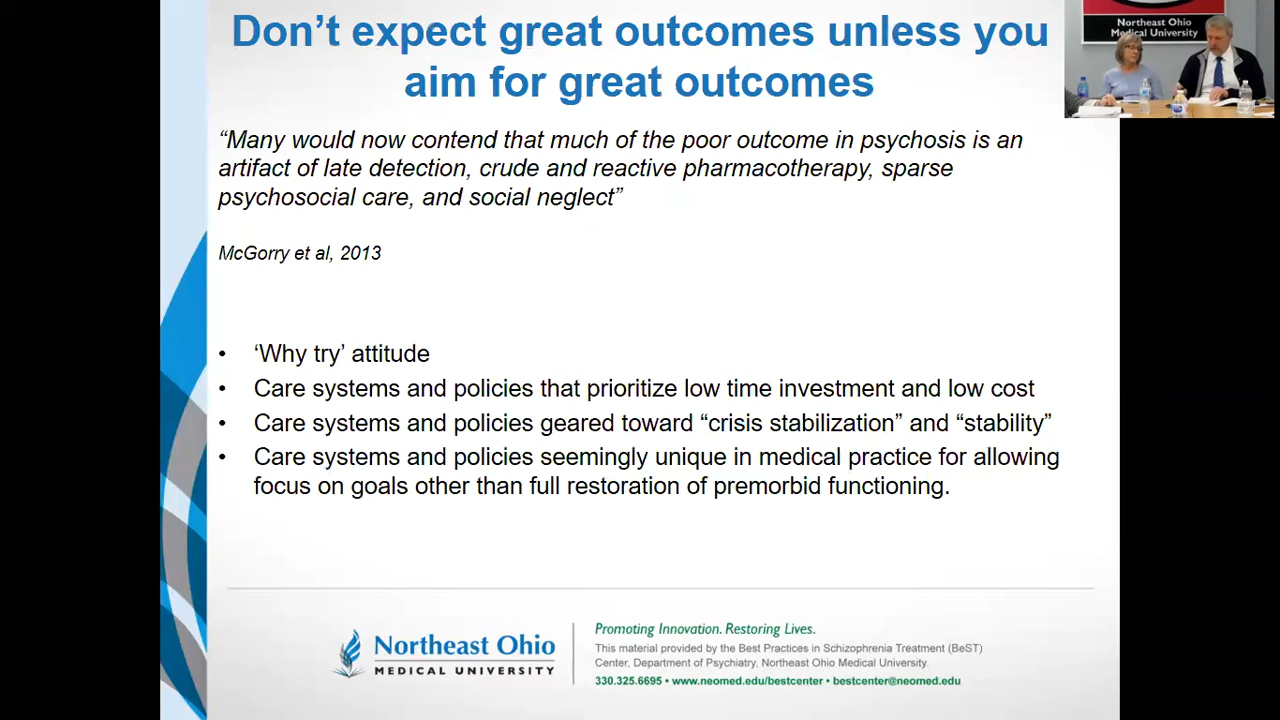 Don’t expect great outcomes unless you
aim for great outcomes
Northeast Ohio
Medical University
“Many would now contend that much of the poor outcome in psychosis is an
artifact of late detection, crude and reactive pharmacotherapy, sparse
psychosocial care, and social neglect”
McGorry et al, 2013
• ‘Why try’ attitude
• Care systems and policies that prioritize low time investment and low cost
• Care systems and policies geared toward “crisis stabilization” and “stability”
• Care systems and policies seemingly unique in medical practice for allowing
focus on goals other than full restoration of premorbid functioning.
Northeast Ohio
MEDICAL UNIVERSITY
Promoting Innovation. Restoring Lives.
This material provided by the Best Practices in Schizophrenia Treatment (BeST)
Center, Department of Psychiatry, Northeast Ohio Medical University.
330.325.6695 • www.neomed.edu/bestcenter • bestcenter@neomed.edu